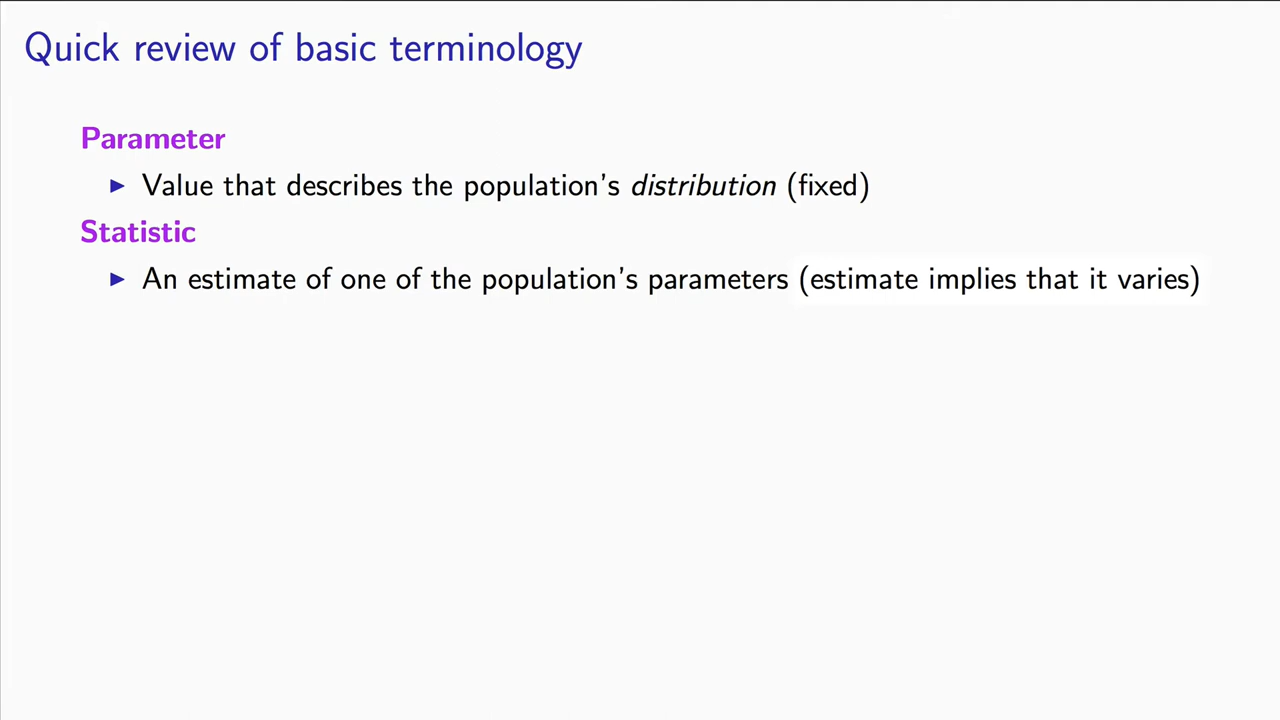 Quick review of basic terminology
Parameter
▶ Value that describes the population's distribution (fixed)
Statistic
▶ An estimate of one of the population's parameters (estimate implies that it varies)